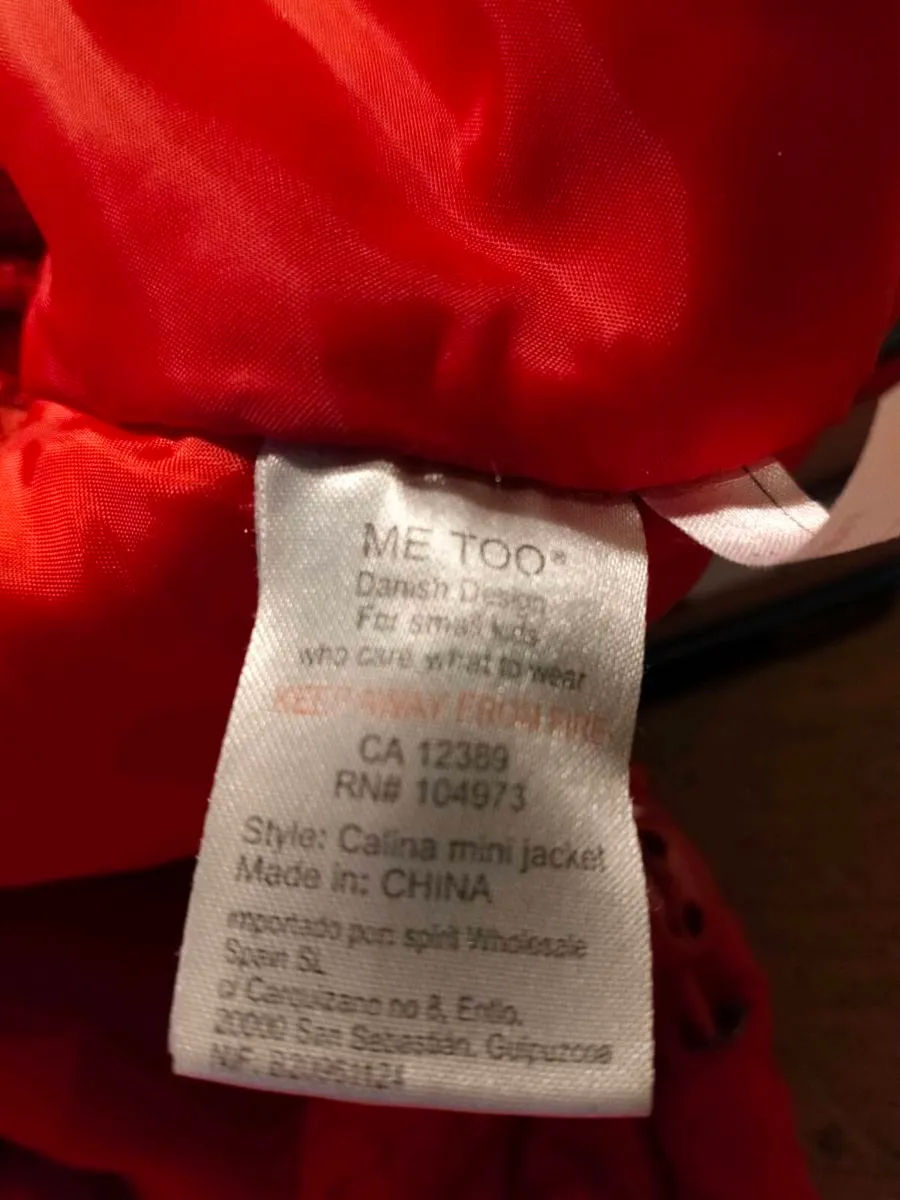 ME TOO®
Danish Design
For small kids
who care what to wear
KEEP AWAY FROM FIRE
CA 12389
RN# 104973
Style: Calina mini jacket
Made in: CHINA
importado por: spirit Wholesale
Spain SL
c/ Carquizano no 8, Entlo,
20000 San Sebastián, Guipuzcoa
NIF.